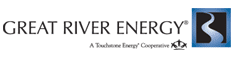 GREAT RIVER ENERGY®
A Touchstone Energy® Cooperative